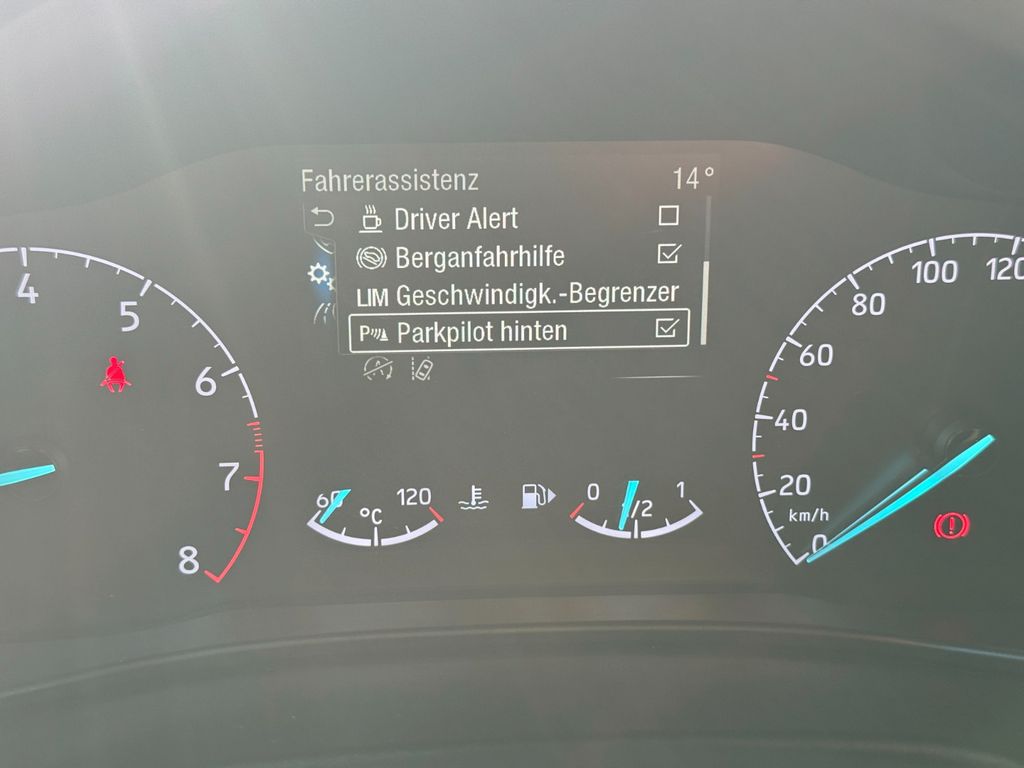 Fahrerassistenz 14°
Driver Alert
Berganfahrhilfe
LIM Geschwindigk.-Begrenzer
P Parkpilot hinten
4
5
6
7
8
60 °C 120
0 1/2 1
0
20
40
60
80
100
120
km/h